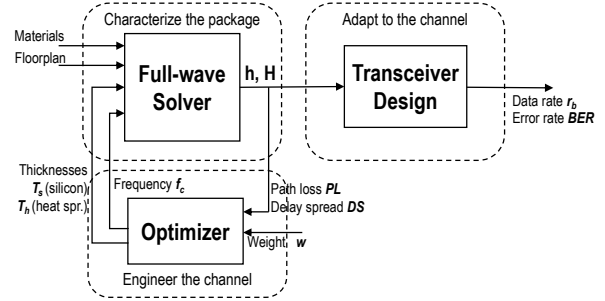 Characterize the package
Adapt to the channel
Materials
Floorplan
Full-wave
Solver
h, H
Transceiver
Design
Data rate r_b
Error rate BER
Thicknesses
T_s (silicon)
T_h (heat spr.)
Frequency f_c
Path loss PL
Delay spread DS
Optimizer
Weight w
Engineer the channel